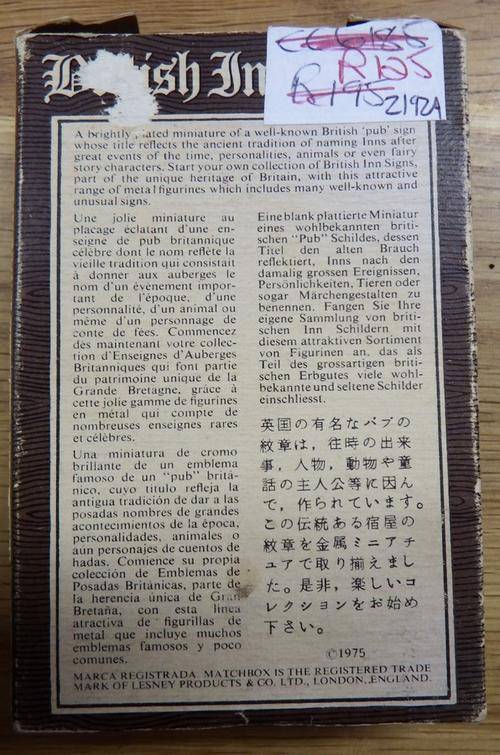 EE6185
R125
R195
2192A
British In
A brightly ated miniature of a well-known British 'pub' sign
whose title reflects the ancient tradition of naming Inns after
great events of the time, personalities, animals or even fairy
story characters. Start your own collection of British Inn Signs,
part of the unique heritage of Britain, with this attractive
range of metal figurines which includes many well-known and
unusual signs.
Une jolie miniature au
placage éclatant d'une en-
seigne de pub britannique
célèbre dont le nom reflête la
vieille tradition qui consistait
à donner aux auberges le
nom d'un évènement impor-
tant de l'époque, d'une
personnalité, d'un animal ou
même d'un personnage de
conte de fées. Commencez
dès maintenant votre collec-
tion d'Enseignes d'Auberges
Britanniques qui font partie
du patrimoine unique de la
Grande Bretagne, grâce à
cette jolie gamme de figurines
en métal qui compte de
nombreuses enseignes rares
et célèbres.
Una miniatura de cromo
brillante de un emblema
famoso de un "pub" britá-
nico, cuyo titulo refleja la
antigua tradición de dar a las
posadas nombres de grandes
acontecimientos de la época,
personalidades, animales o
aún personajes de cuentos de
hadas. Comience su propia
colección de Emblemas de
Posadas Británicas, parte de
la herencia única de Gran
Bretaña, con esta linea
atractiva de figurillas de
metal que incluye muchos
emblemas famosos y poco
comunes.
Eine blank plattierte Miniatur
eines wohlbekannten briti-
schen "Pub" Schildes, dessen
Titel den alten Brauch
reflektiert, Inns nach den
damalig grossen Ereignissen,
Persönlichkeiten, Tieren oder
sogar Märchengestalten zu
benennen. Fangen Sie Ihre
eigene Sammlung von briti-
schen Inn Schildern mit
diesem attraktiven Sortiment
von Figurinen an, das als
Teil des grossartigen briti-
schen Erbgutes viele wohl-
bekannte und seltene Schilder
einschliesst.
英国の有名なパブの
紋章は、往時の出来
事、人物、動物や童
話の主人公等に因ん
で、作られています。
この伝統ある宿屋の
紋章を金属ミニアチ
ュアで取り揃えまし
た。是非、楽しいコ
レクションをお始め
下さい。
©1975
MARCA REGISTRADA. MATCHBOX IS THE REGISTERED TRADE
MARK OF LESNEY PRODUCTS & CO. LTD., LONDON, ENGLAND.